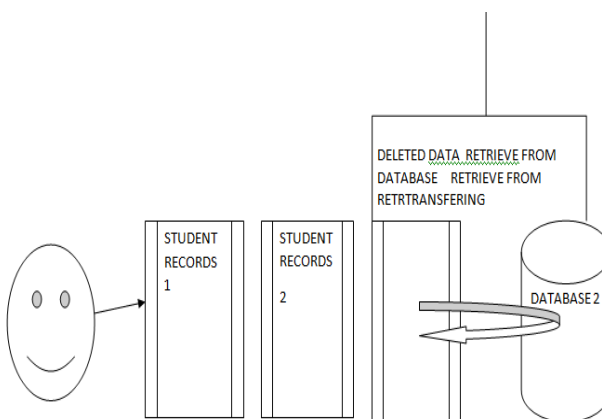 DELETED DATA RETRIEVE FROM
DATABASE RETRIEVE FROM
RETRTRANSFERING
STUDENT
RECORDS
1
STUDENT
RECORDS
2
DATABASE 2